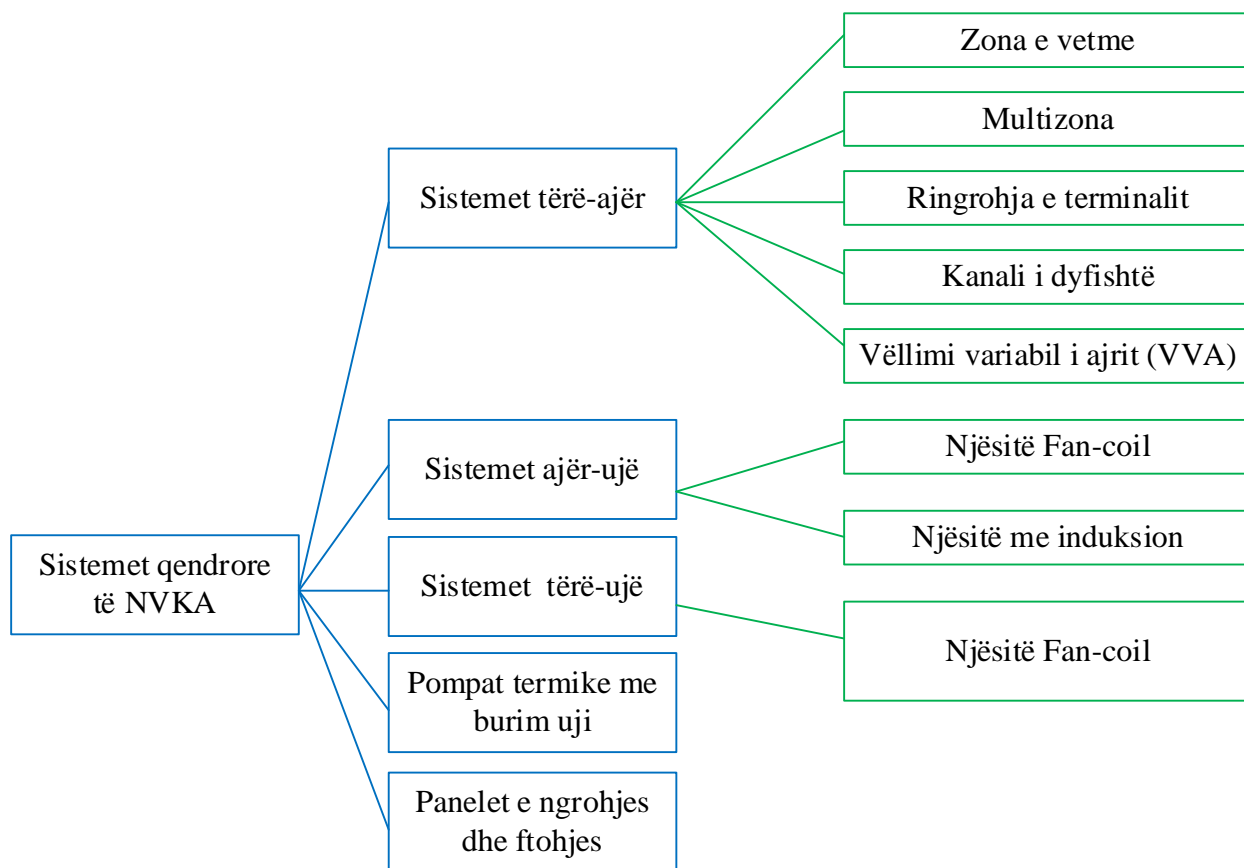 Sistemet qendrore
të NVKA
Sistemet tërë-ajër
Zona e vetme
Multizona
Ringrohja e terminalit
Kanali i dyfishtë
Vëllimi variabil i ajrit (VVA)
Sistemet ajër-ujë
Njësitë Fan-coil
Njësitë me induksion
Sistemet tërë-ujë
Njësitë Fan-coil
Pompat termike me
burim uji
Panelet e ngrohjes
dhe ftohjes